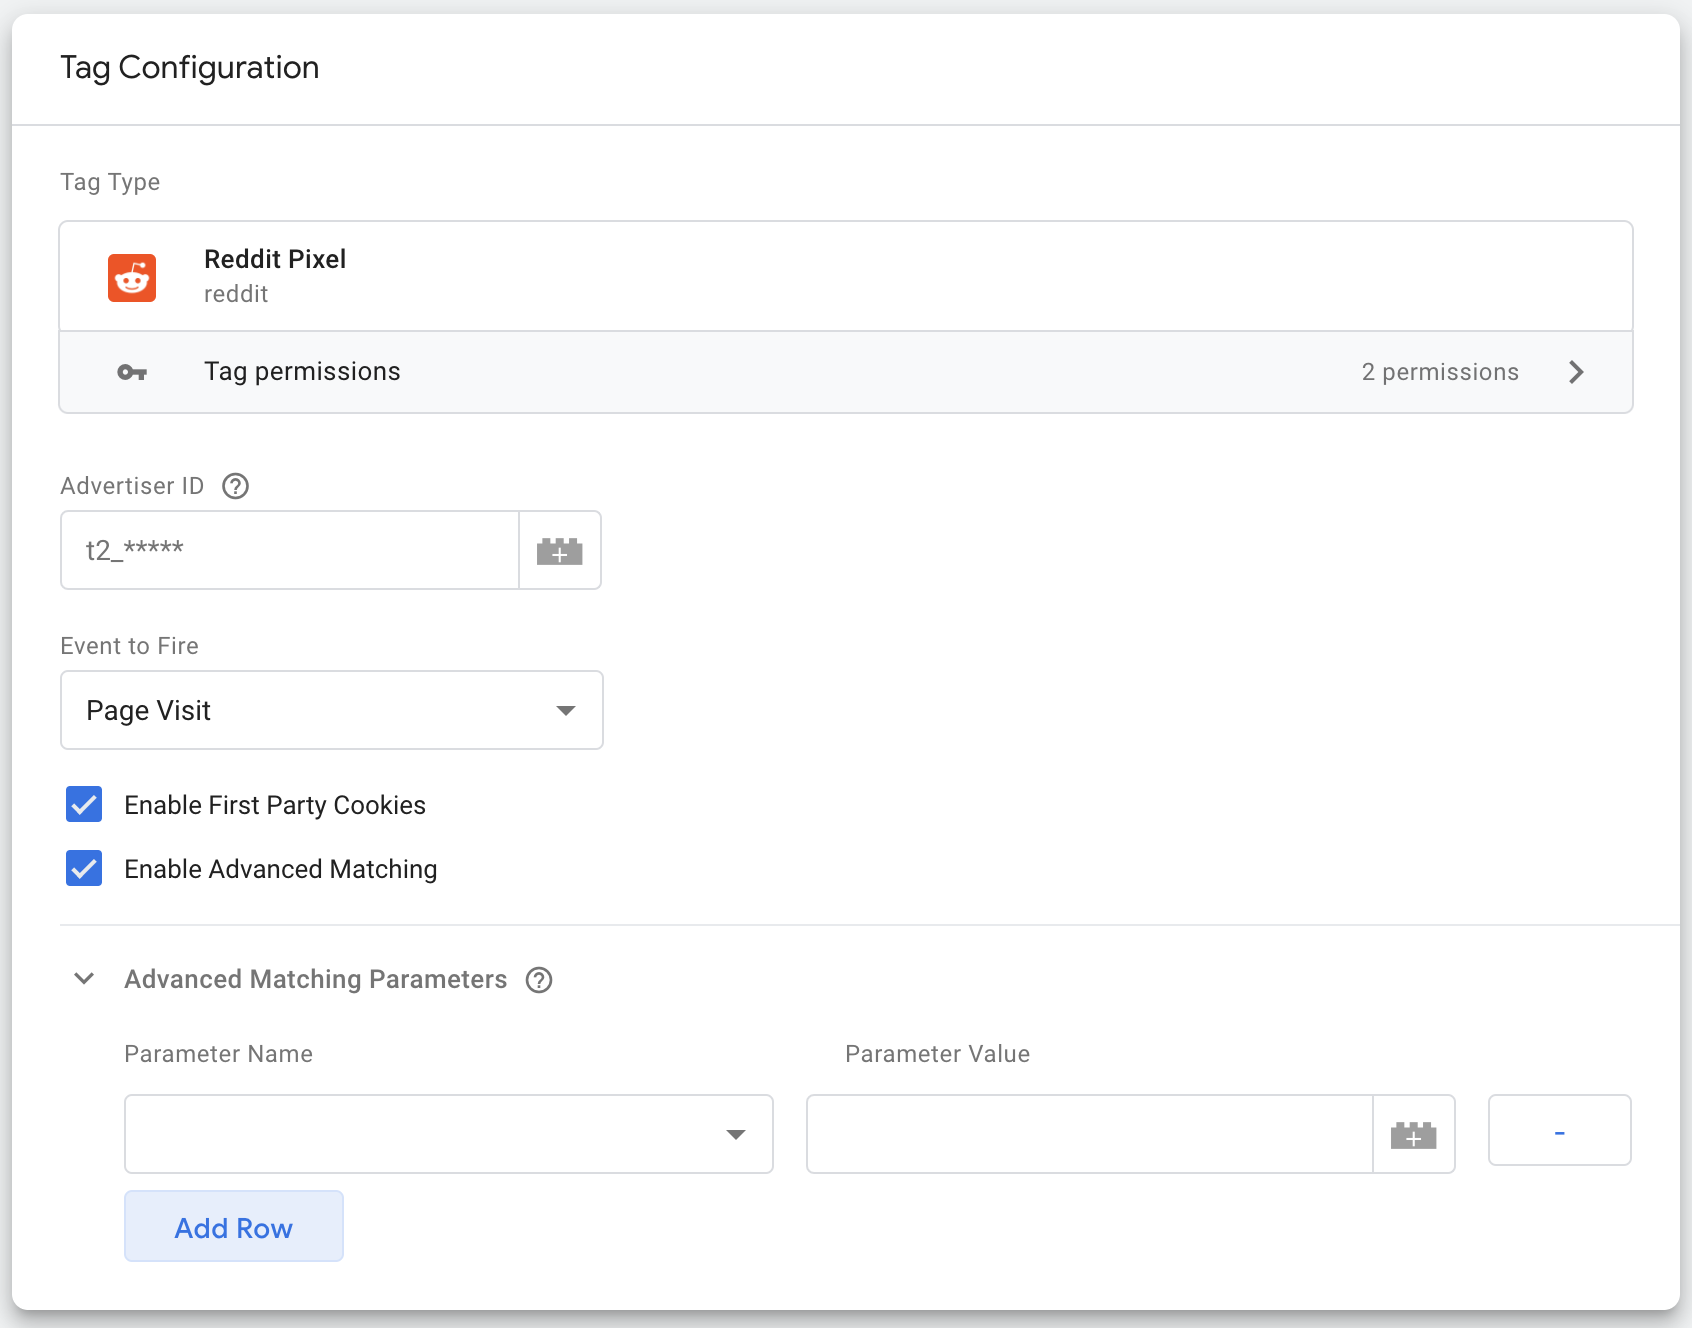 Tag Configuration
Tag Type
Reddit Pixel
reddit
Tag permissions
2 permissions
Advertiser ID
t2_*****
Event to Fire
Page Visit
Enable First Party Cookies
Enable Advanced Matching
Advanced Matching Parameters
Parameter Name
Parameter Value
-
Add Row